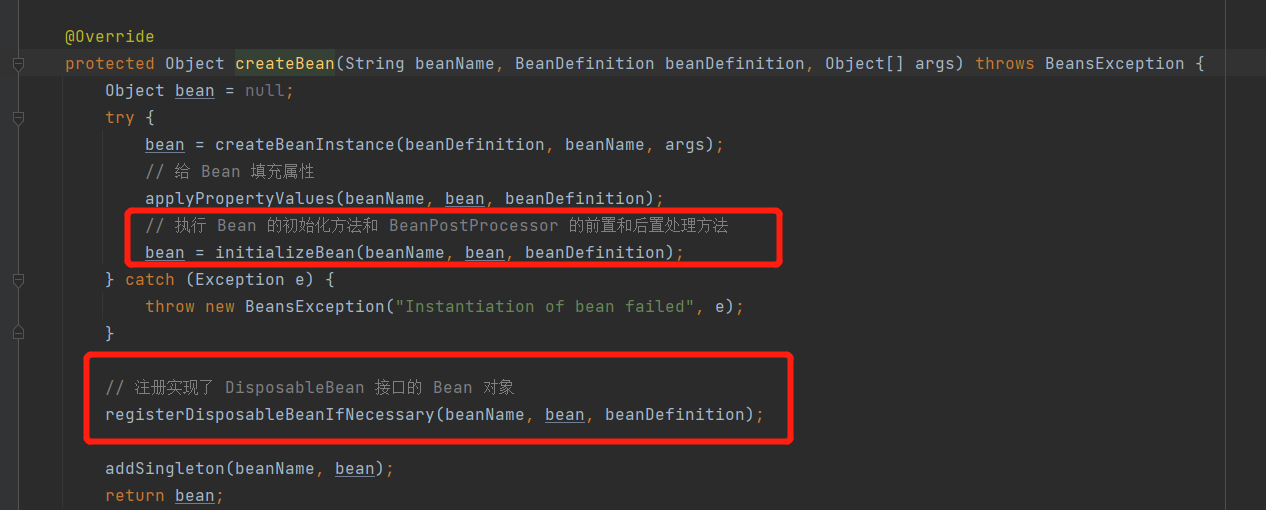 @Override
protected Object createBean(String beanName, BeanDefinition beanDefinition, Object[] args) throws BeansException {
Object bean = null;
try {
bean = createBeanInstance(beanDefinition, beanName, args);
// 给 Bean 填充属性
applyPropertyValues(beanName, bean, beanDefinition);
// 执行 Bean 的初始化方法和 BeanPostProcessor 的前置和后置处理方法
bean = initializeBean(beanName, bean, beanDefinition);
} catch (Exception e) {
throw new BeansException("Instantiation of bean failed", e);
}
// 注册实现了 DisposableBean 接口的 Bean 对象
registerDisposableBeanIfNecessary(beanName, bean, beanDefinition);
addSingleton(beanName, bean);
return bean;